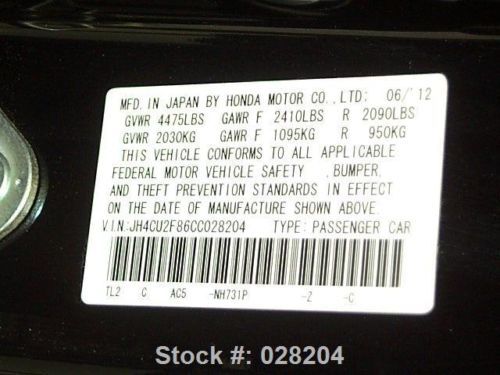 MFD. IN JAPAN BY HONDA MOTOR CO., LTD: 06/'12
GVWR 4475LBS GAWR F 2410LBS R 2090LBS
GVWR 2030KG GAWR F 1095KG R 950KG
THIS VEHICLE CONFORMS TO ALL APPLICABLE
FEDERAL MOTOR VEHICLE SAFETY , BUMPER,
AND THEFT PREVENTION STANDARDS IN EFFECT
ON THE DATE OF MANUFACTURE SHOWN ABOVE.
V.I.N:JH4CU2F86CC028204 TYPE: PASSENGER CAR
TL2 C AC5 -NH731P -2 -C
Stock #: 028204